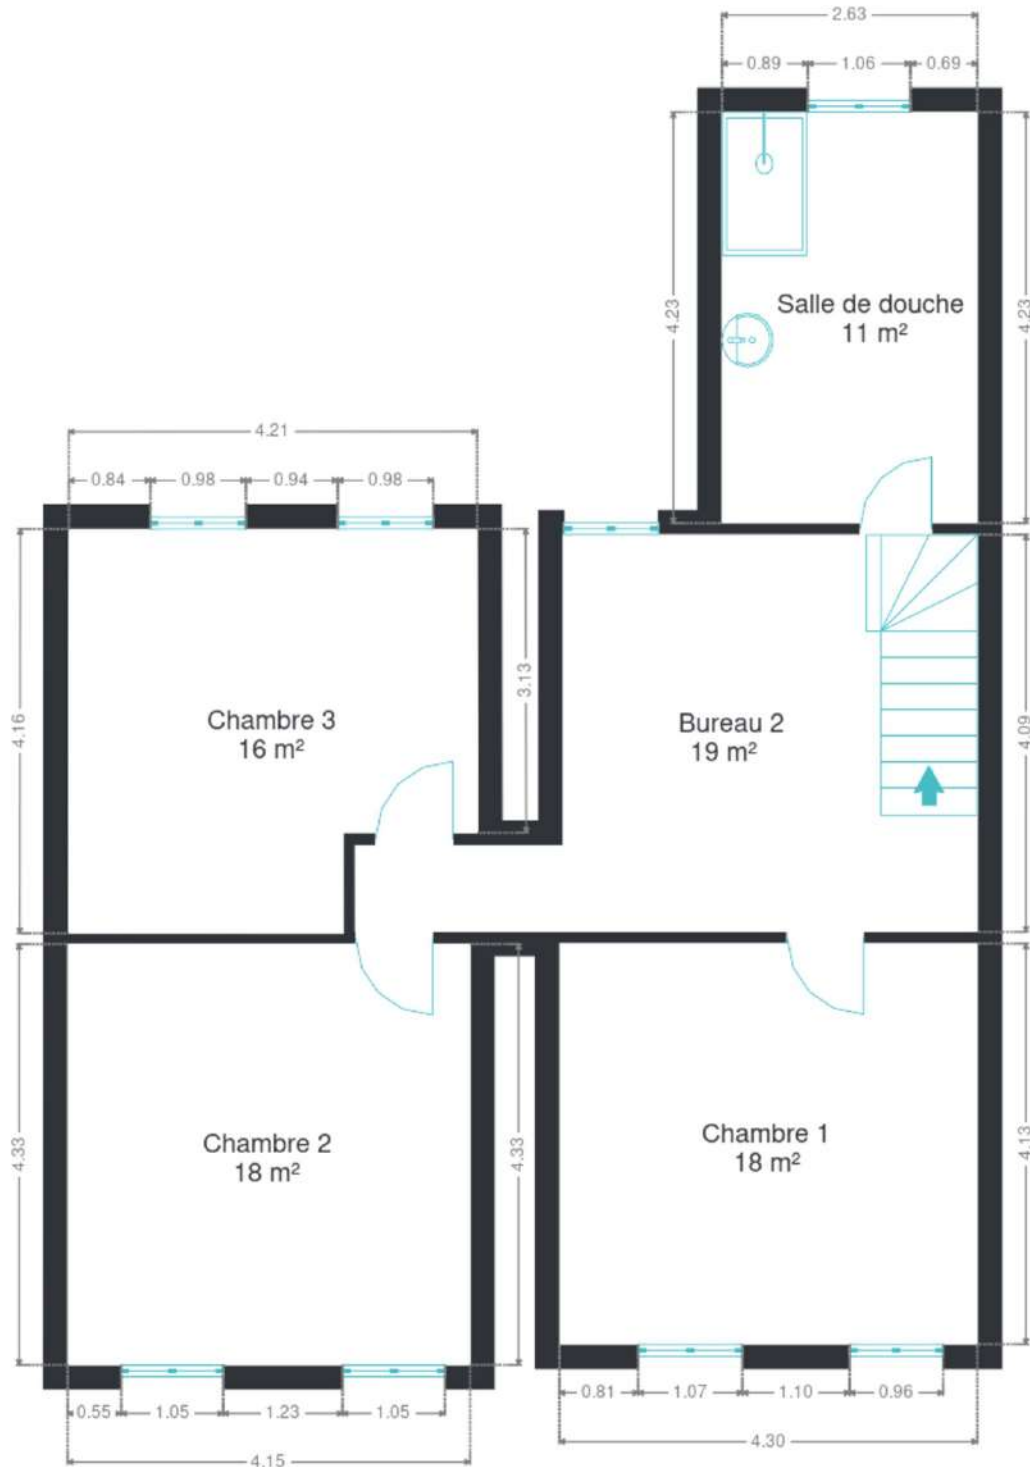 2.63
0.89 1.06 0.69
4.23
Salle de douche
11 m²
4.23
4.21
0.84 0.98 0.94 0.98
4.16
Chambre 3
16 m²
3.13
Bureau 2
19 m²
4.09
4.33
Chambre 2
18 m²
4.33
Chambre 1
18 m²
4.13
0.55 1.05 1.23 1.05
4.15
0.81 1.07 1.10 0.96
4.30